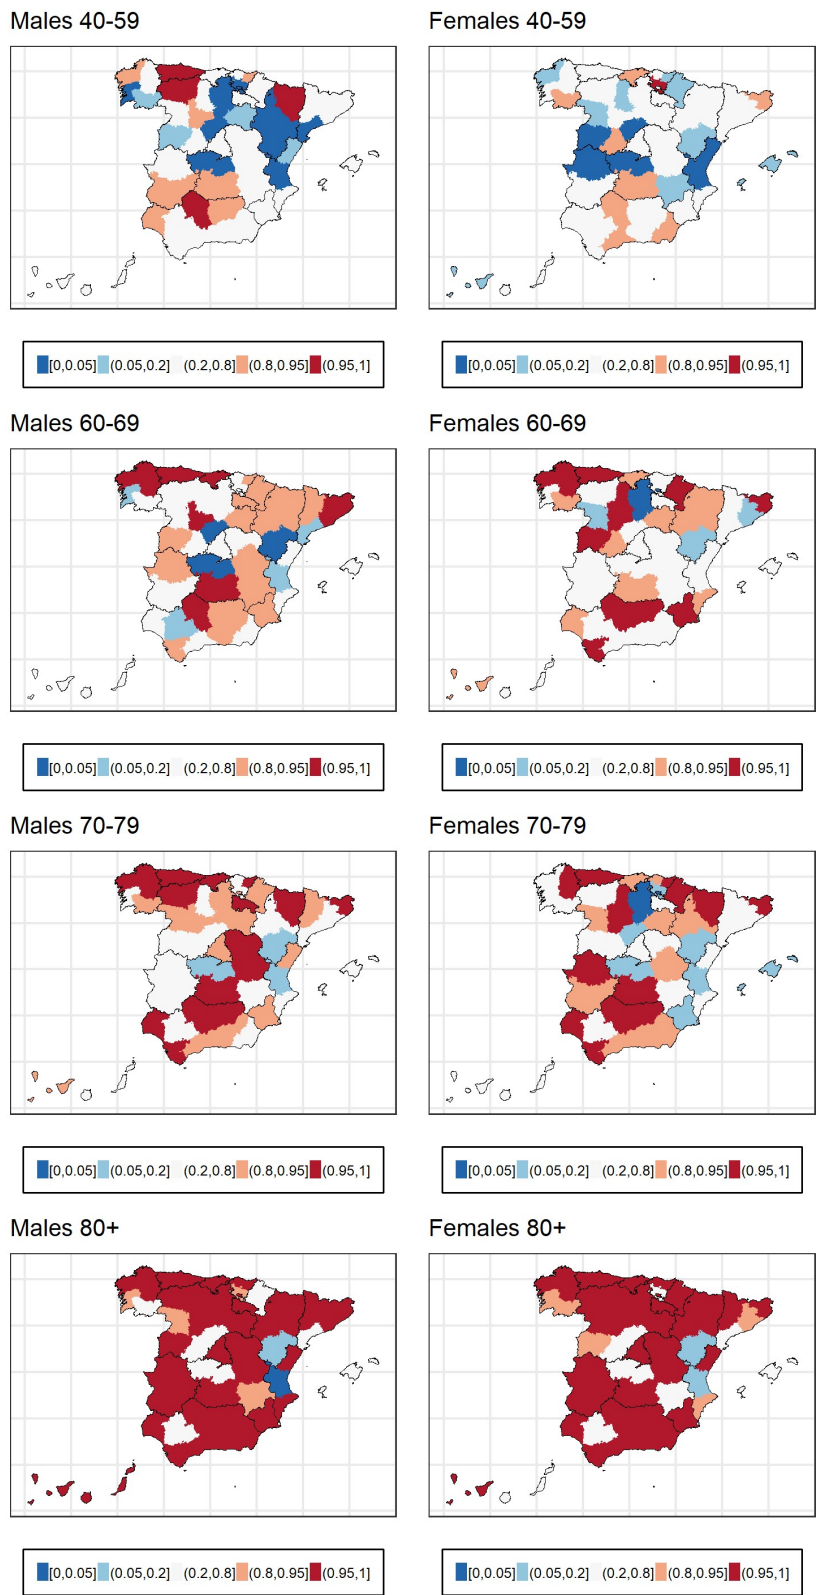 Males 40-59
Females 40-59
[0,0.05] (0.05,0.2] (0.2,0.8] (0.8,0.95] (0.95,1]
[0,0.05] (0.05,0.2] (0.2,0.8] (0.8,0.95] (0.95,1]
Males 60-69
Females 60-69
[0,0.05] (0.05,0.2] (0.2,0.8] (0.8,0.95] (0.95,1]
[0,0.05] (0.05,0.2] (0.2,0.8] (0.8,0.95] (0.95,1]
Males 70-79
Females 70-79
[0,0.05] (0.05,0.2] (0.2,0.8] (0.8,0.95] (0.95,1]
[0,0.05] (0.05,0.2] (0.2,0.8] (0.8,0.95] (0.95,1]
Males 80+
Females 80+
[0,0.05] (0.05,0.2] (0.2,0.8] (0.8,0.95] (0.95,1]
[0,0.05] (0.05,0.2] (0.2,0.8] (0.8,0.95] (0.95,1]